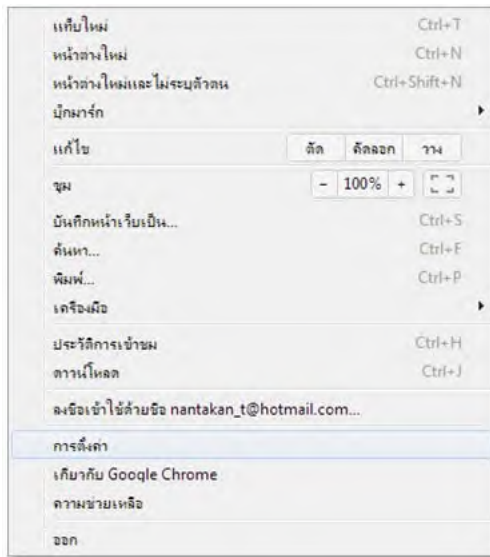 แท็บใหม่ Ctrl+T
หน้าต่างใหม่ Ctrl+N
หน้าต่างใหม่และไม่ระบุตัวตน Ctrl+Shift+N
บุ๊กมาร์ก
แก้ไข ตัด คัดลอก วาง
ซูม - 100% +
บันทึกหน้าเว็บเป็น... Ctrl+S
ค้นหา... Ctrl+F
พิมพ์... Ctrl+P
เครื่องมือ
ประวัติการเข้าชม Ctrl+H
ดาวน์โหลด Ctrl+J
ลงชื่อเข้าใช้ด้วยชื่อ nantakan_t@hotmail.com...
การตั้งค่า
เกี่ยวกับ Google Chrome
ความช่วยเหลือ
ออก